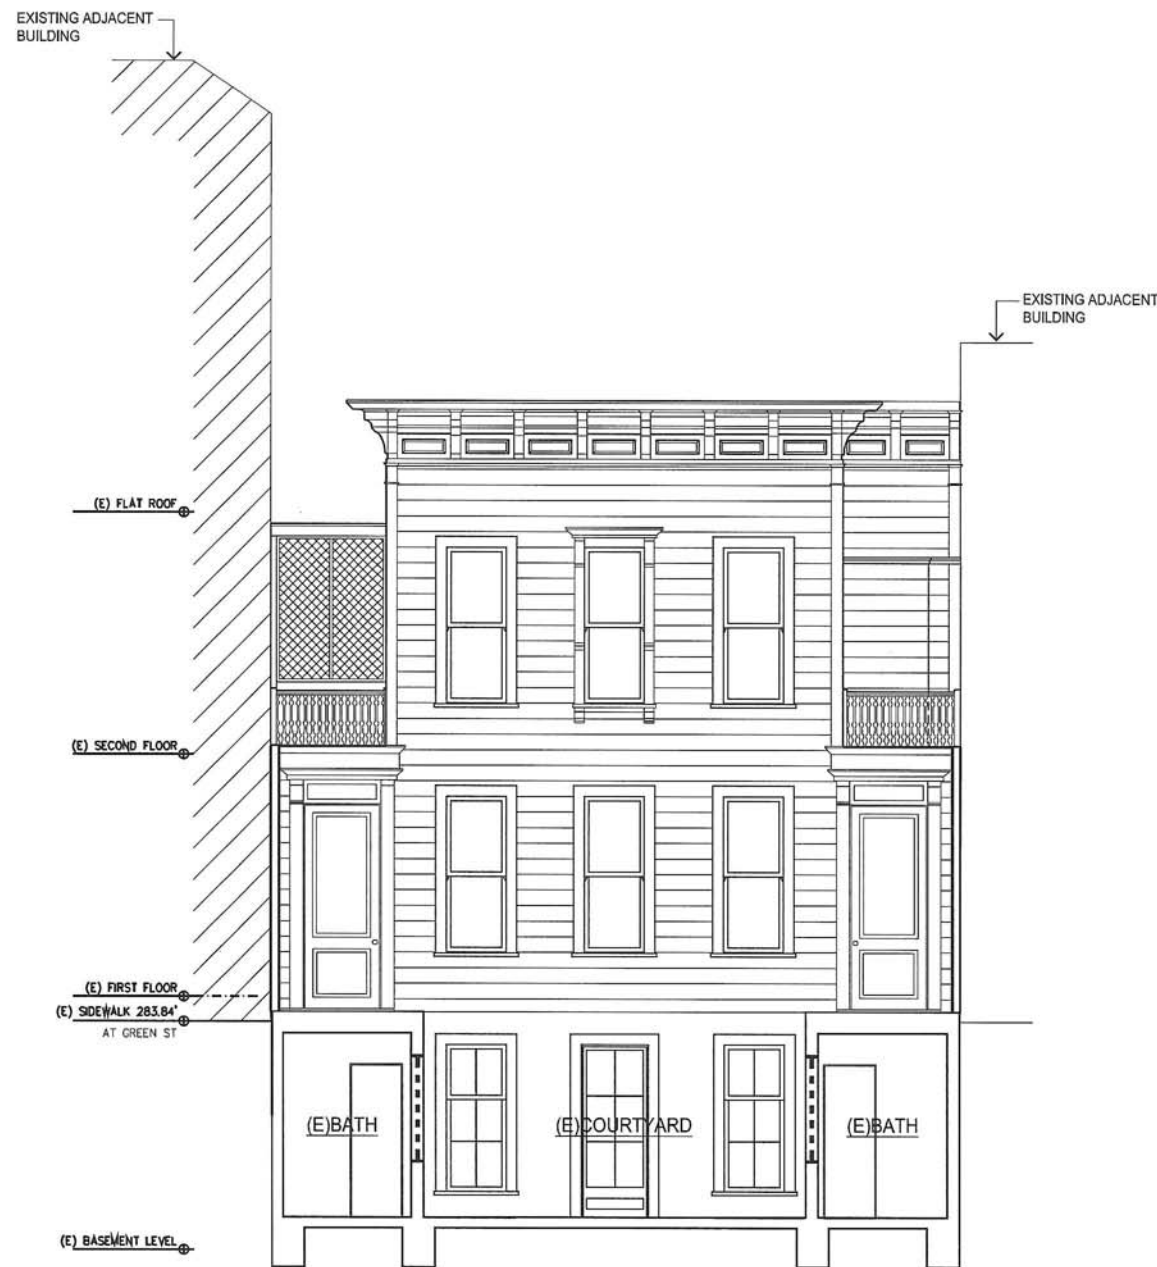 EXISTING ADJACENT
BUILDING
EXISTING ADJACENT
BUILDING
(E) FLAT ROOF
(E) SECOND FLOOR
(E) FIRST FLOOR
(E) SIDEWALK 283.84'
AT GREEN ST
(E)BATH
(E)COURTYARD
(E)BATH
(E) BASEMENT LEVEL